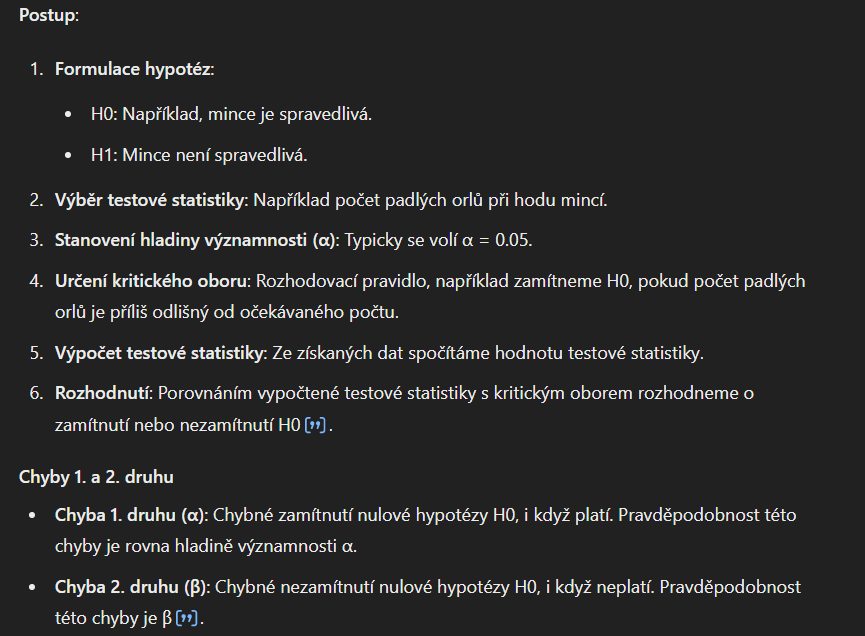 Postup:
1. Formulace hypotéz:
• H0: Například, mince je spravedlivá.
• H1: Mince není spravedlivá.
2. Výběr testové statistiky: Například počet padlých orlů při hodu mincí.
3. Stanovení hladiny významnosti (α): Typicky se volí α = 0.05.
4. Určení kritického oboru: Rozhodovací pravidlo, například zamítneme H0, pokud počet padlých
orlů je příliš odlišný od očekávaného počtu.
5. Výpočet testové statistiky: Ze získaných dat spočítáme hodnotu testové statistiky.
6. Rozhodnutí: Porovnáním vypočtené testové statistiky s kritickým oborem rozhodneme o
zamítnutí nebo nezamítnutí H0 [”].
Chyby 1. a 2. druhu
• Chyba 1. druhu (α): Chybné zamítnutí nulové hypotézy H0, i když platí. Pravděpodobnost této
chyby je rovna hladině významnosti α.
• Chyba 2. druhu (β): Chybné nezamítnutí nulové hypotézy H0, i když neplatí. Pravděpodobnost
této chyby je β [”].